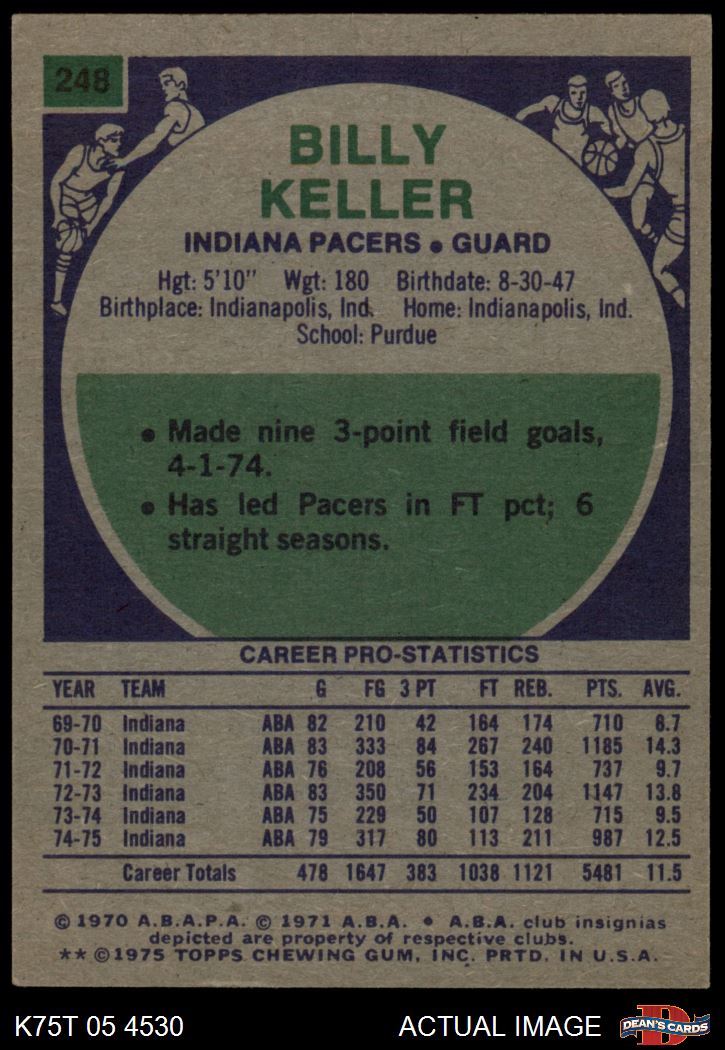 248
BILLY
KELLER
INDIANA PACERS • GUARD
Hgt: 5'10" Wgt: 180 Birthdate: 8-30-47
Birthplace: Indianapolis, Ind. Home: Indianapolis, Ind.
School: Purdue
• Made nine 3-point field goals,
4-1-74.
• Has led Pacers in FT pct; 6
straight seasons.
CAREER PRO-STATISTICS
YEAR TEAM G FG 3 PT FT REB. PTS. AVG.
69-70 Indiana ABA 82 210 42 164 174 710 8.7
70-71 Indiana ABA 83 333 84 267 240 1185 14.3
71-72 Indiana ABA 76 208 56 153 164 737 9.7
72-73 Indiana ABA 83 350 71 234 204 1147 13.8
73-74 Indiana ABA 75 229 50 107 128 715 9.5
74-75 Indiana ABA 79 317 80 113 211 987 12.5
Career Totals 478 1647 383 1038 1121 5481 11.5
© 1970 A.B.A.P.A. © 1971 A.B.A. • A.B.A. club insignias
depicted are property of respective clubs.
** ©1975 TOPPS CHEWING GUM, INC. PRTD. IN U.S.A.
K75T 05 4530 ACTUAL IMAGE D DEAN'S CARDS